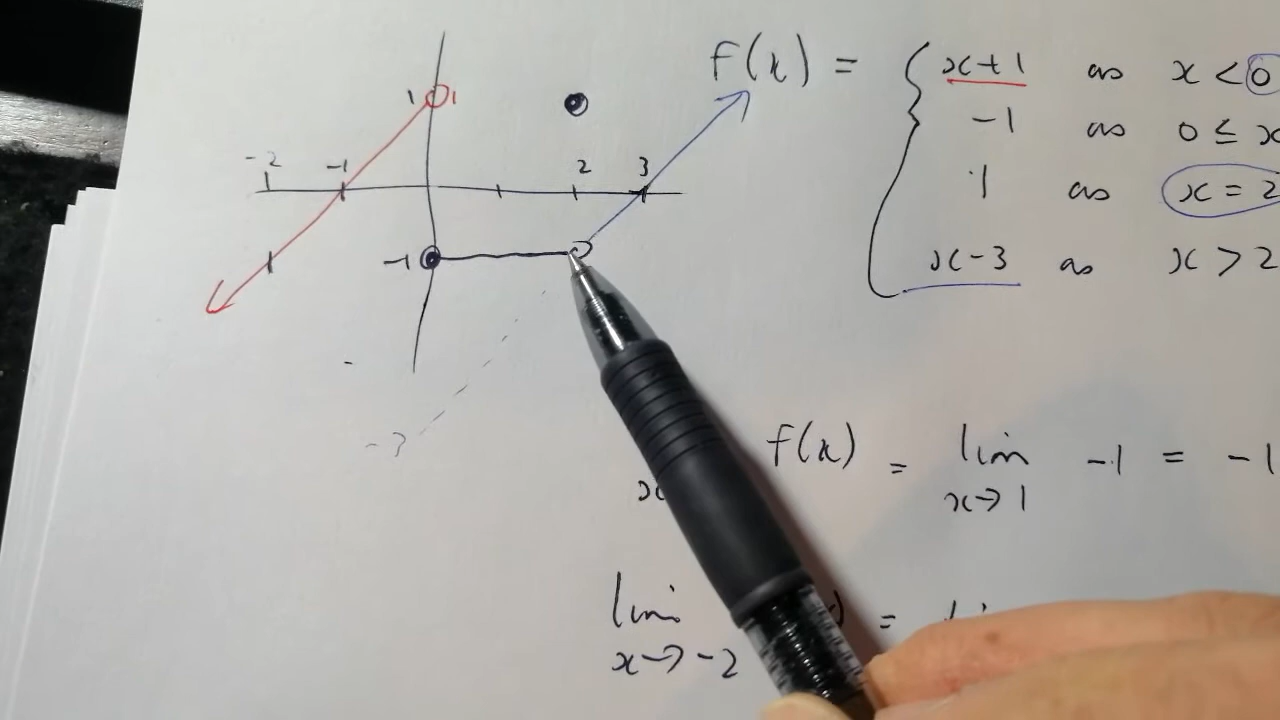 f(x) = { x+1 as x < 0
-1 as 0 ≤ x
1 as x = 2
x-3 as x > 2
1 1
-2 -1 2 3
-1
-3
f(x) = lim -1 = -1
x→1
lim =
x→-2